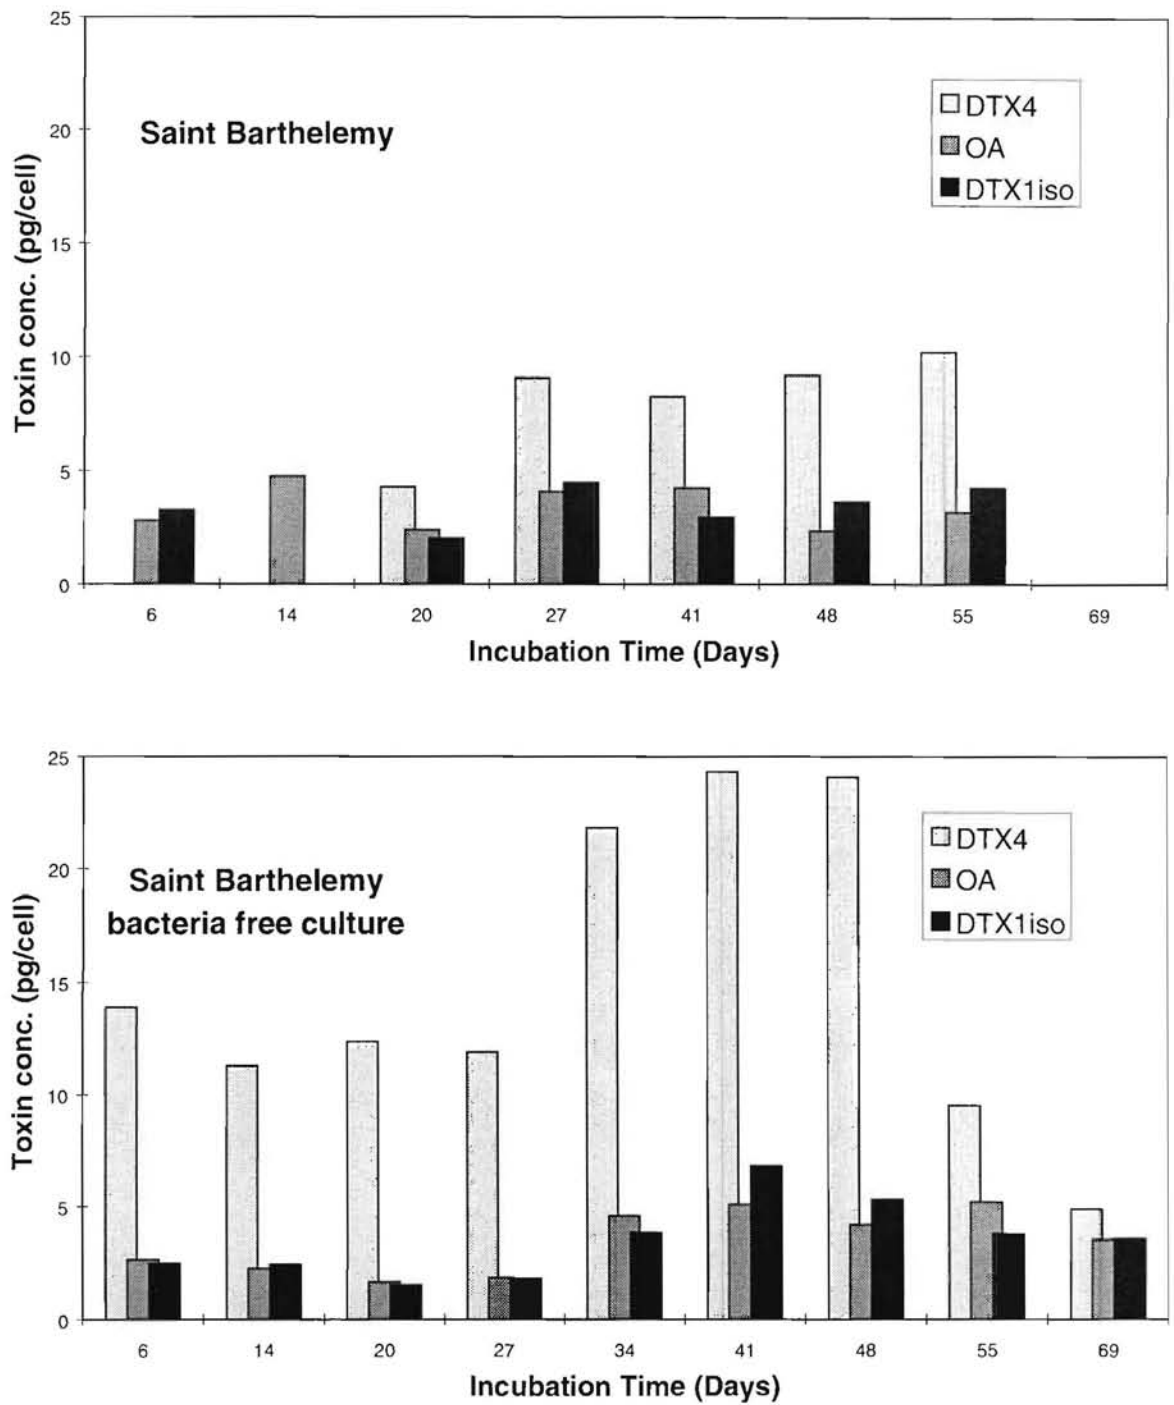 25
20
15
10
5
0
Toxin conc. (pg/cell)
Saint Barthelemy
DTX4
OA
DTX1iso
6 14 20 27 41 48 55 69
Incubation Time (Days)
25
20
15
10
5
0
Toxin conc. (pg/cell)
Saint Barthelemy
bacteria free culture
DTX4
OA
DTX1iso
6 14 20 27 34 41 48 55 69
Incubation Time (Days)